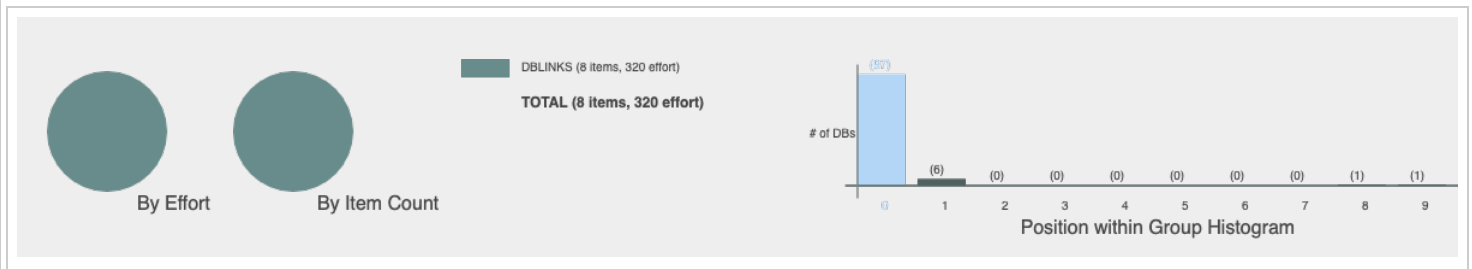 DBLINKS (8 items, 320 effort)
TOTAL (8 items, 320 effort)
By Effort
By Item Count
(97)
# of DBs
(6) (0) (0) (0) (0) (0) (0) (1) (1)
0 1 2 3 4 5 6 7 8 9
Position within Group Histogram